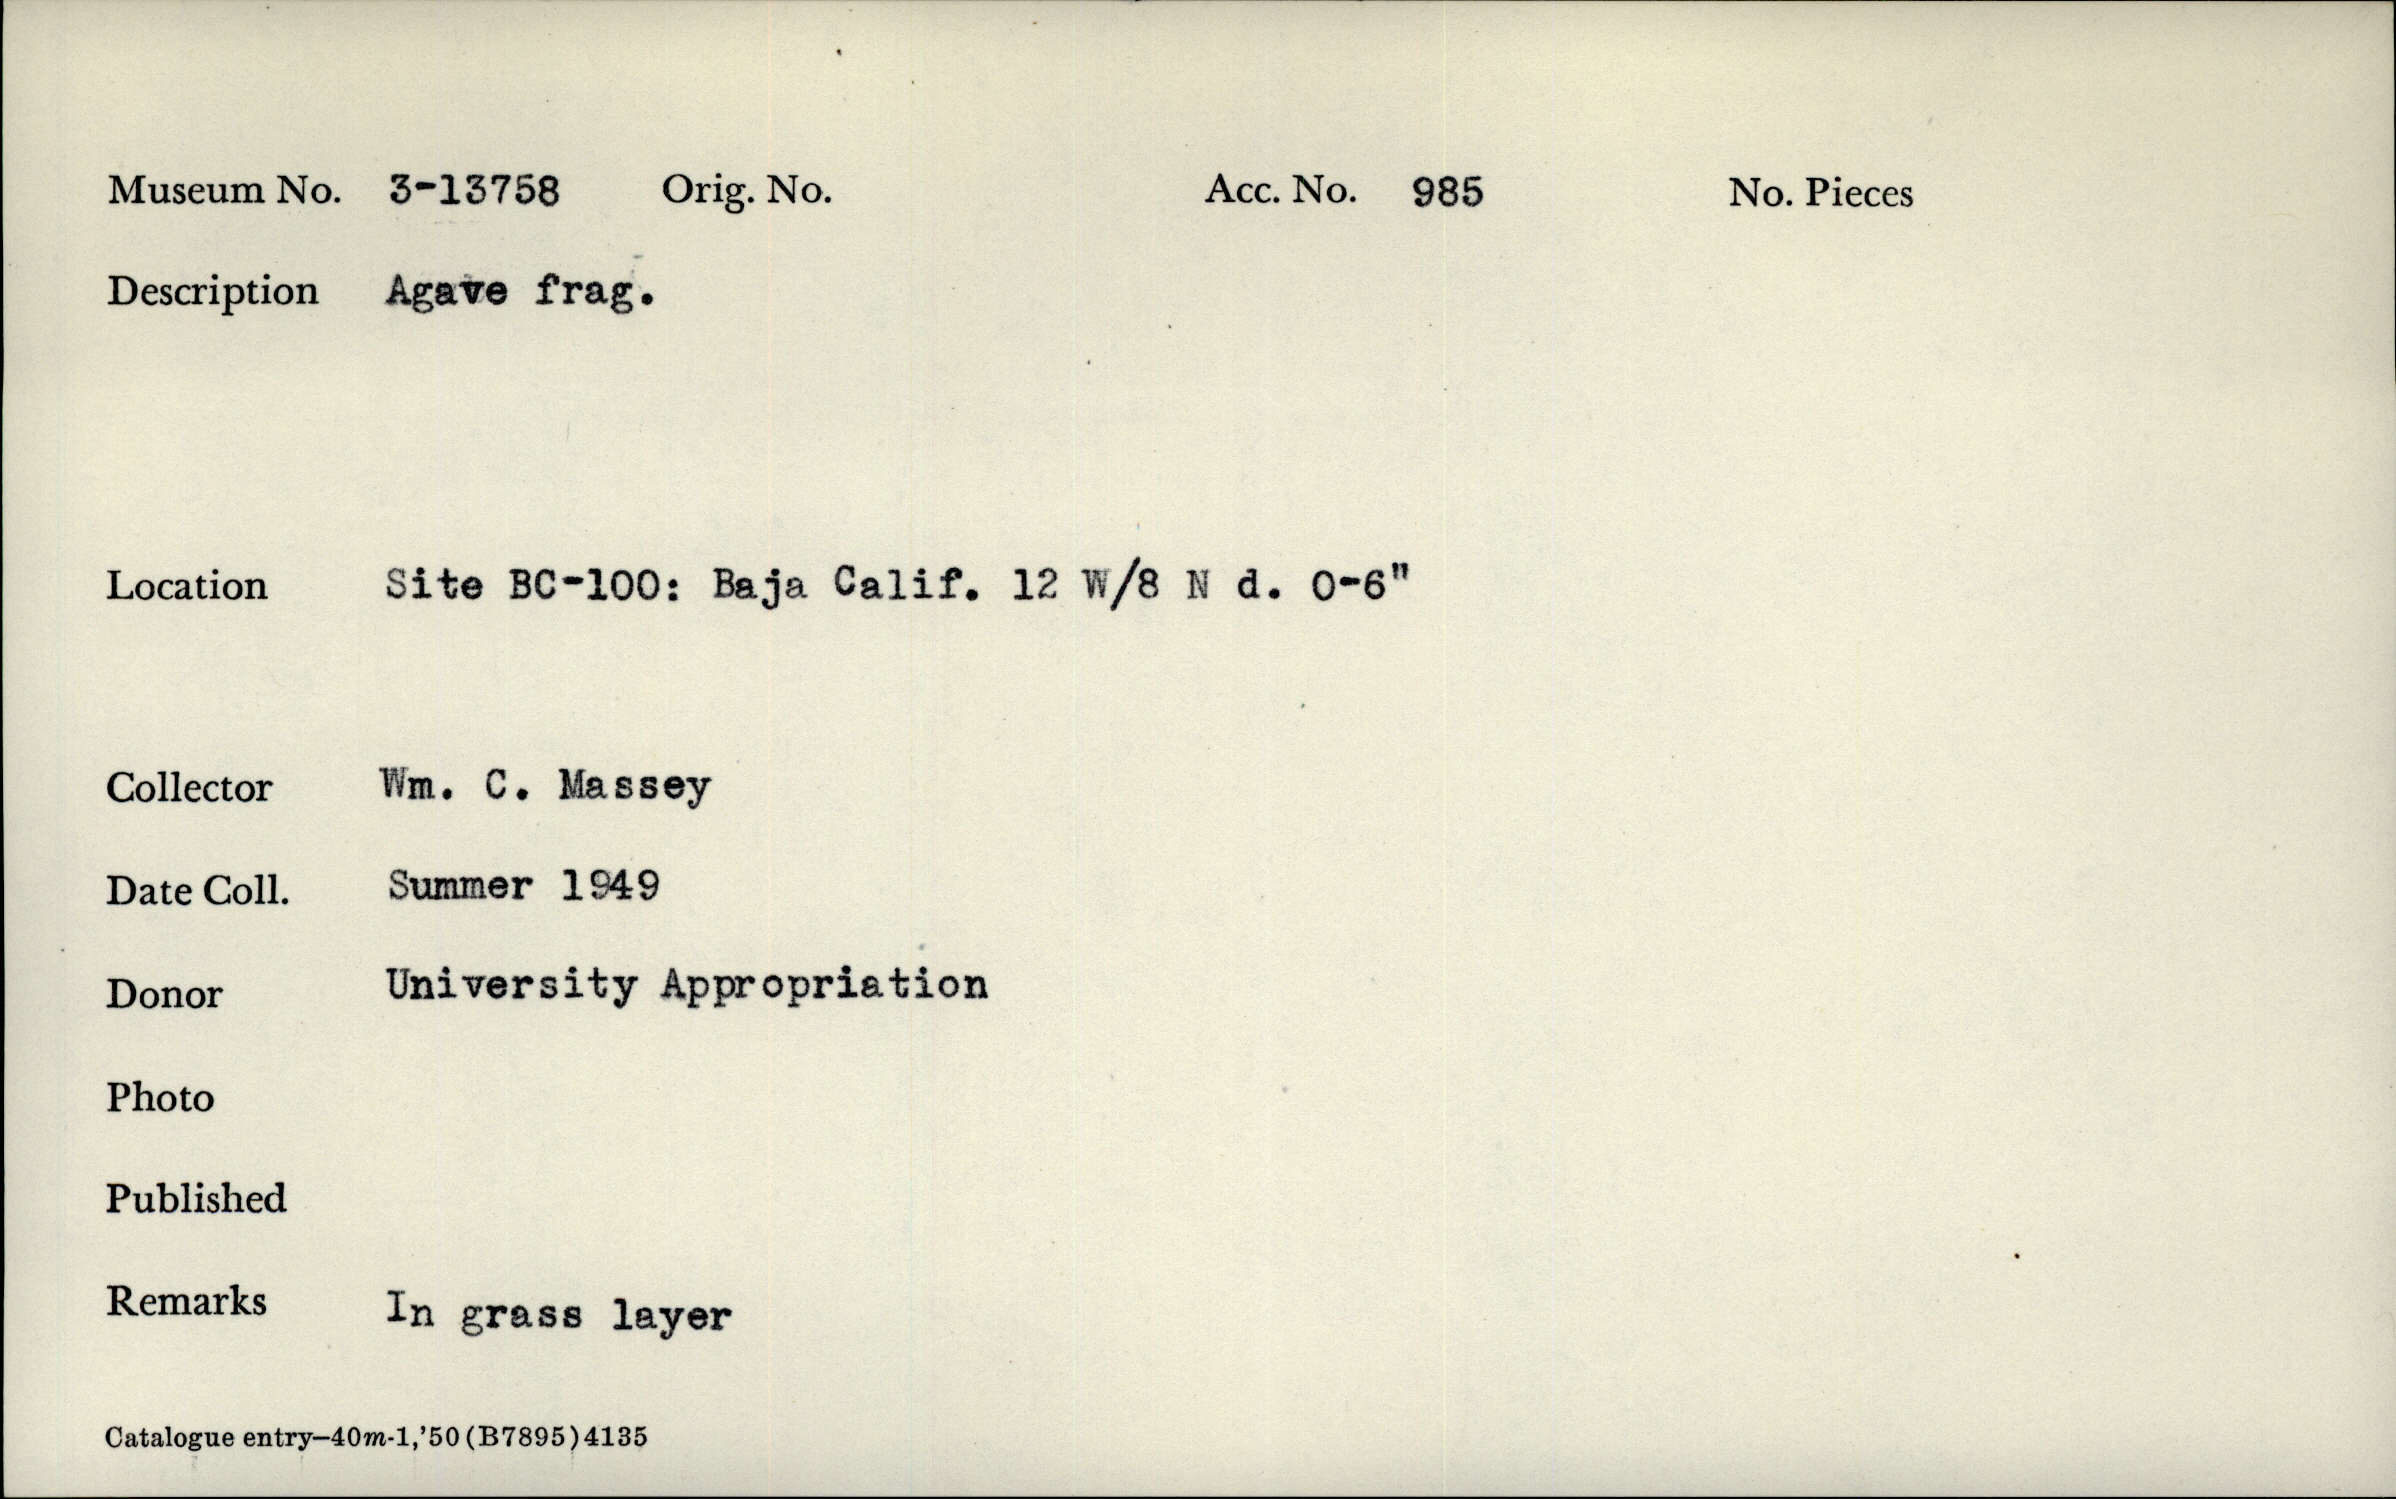 Museum No. 3-13758 Orig. No. Acc. No. 985 No. Pieces
Description Agave frag.
Location Site BC-100: Baja Calif. 12 W/8 N d. 0-6"
Collector Wm. C. Massey
Date Coll. Summer 1949
Donor University Appropriation
Photo
Published
Remarks In grass layer
Catalogue entry—40m-1,'50(B7895)4135